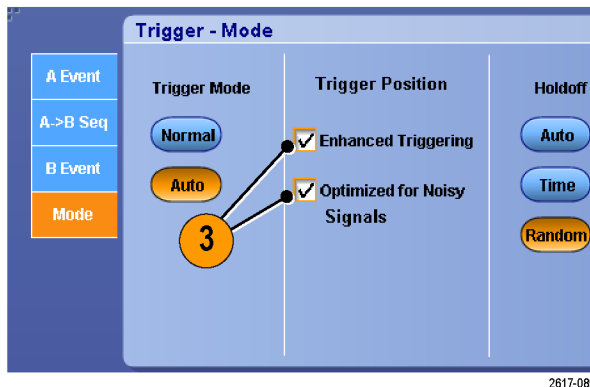 Trigger - Mode
A Event
A->B Seq
B Event
Mode
Trigger Mode
Normal
Auto
3
Trigger Position
Enhanced Triggering
Optimized for Noisy
Signals
Holdoff
Auto
Time
Random
2617-08